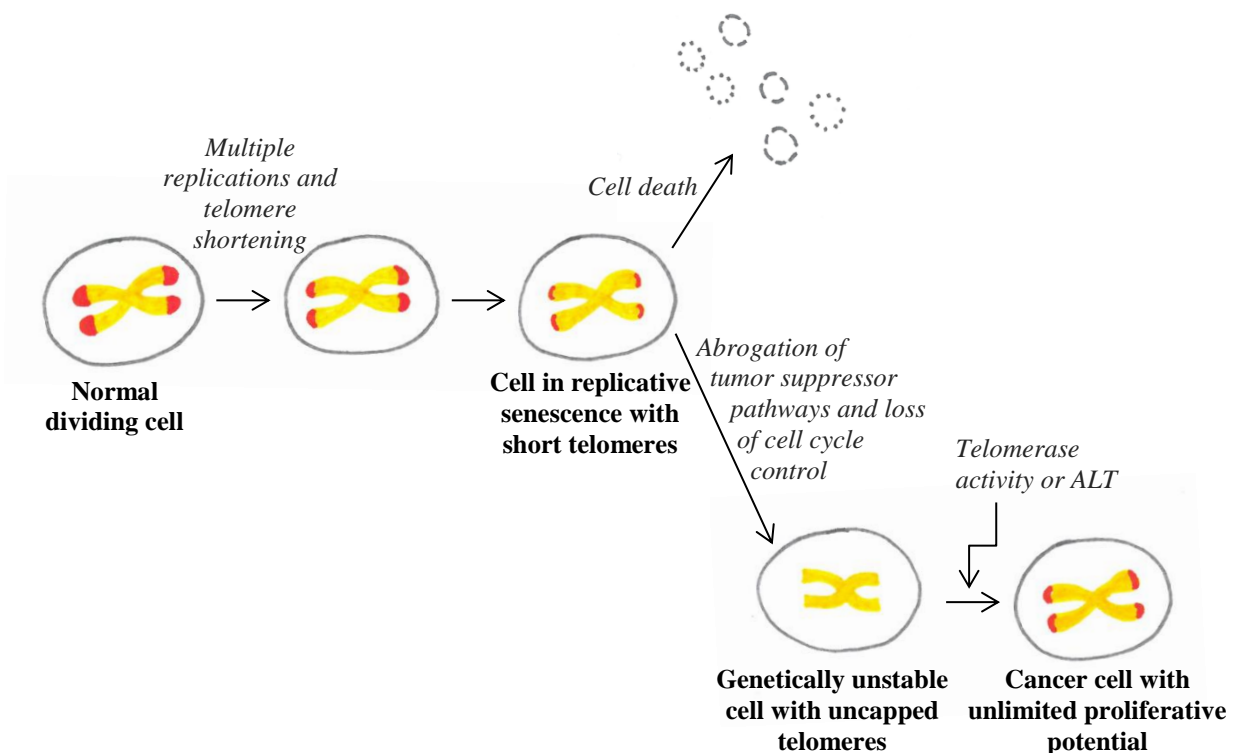 Multiple
replications and
telomere
shortening
Cell death
Normal
dividing cell
Cell in replicative
senescence with
short telomeres
Abrogation of
tumor suppressor
pathways and loss
of cell cycle
control
Telomerase
activity or ALT
Genetically unstable
cell with uncapped
telomeres
Cancer cell with
unlimited proliferative
potential